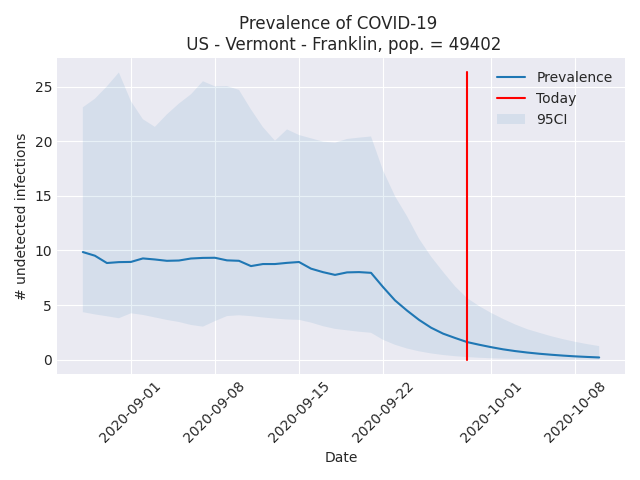 Prevalence of COVID-19
US - Vermont - Franklin, pop. = 49402
Prevalence
Today
95CI
# undetected infections
25
20
15
10
5
0
2020-09-01
2020-09-08
2020-09-15
2020-09-22
2020-10-01
2020-10-08
Date